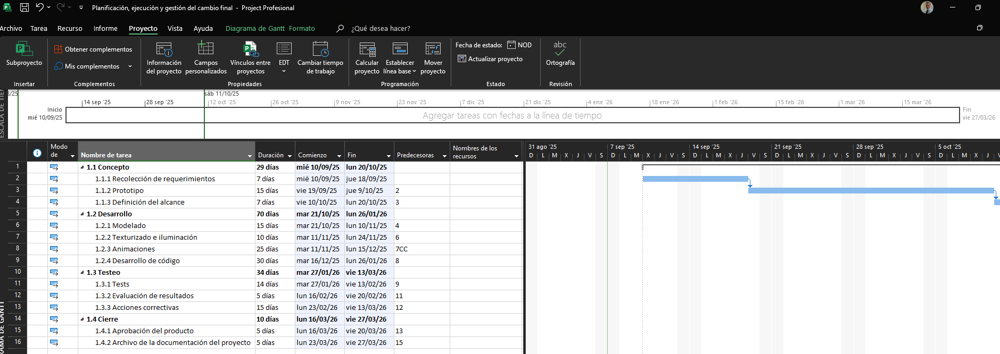 Planificación, ejecución y gestión del cambio final - Project Profesional
Archivo Tarea Recurso Informe Proyecto Vista Ayuda Diagrama de Gantt Formato ¿Qué desea hacer?
Subproyecto
Insertar
Obtener complementos
Mis complementos
Complementos
Información del proyecto
Campos personalizados
Vínculos entre proyectos
EDT
Cambiar tiempo de trabajo
Propiedades
Calcular proyecto
Establecer línea base
Mover proyecto
Programación
Fecha de estado: NOD
Actualizar proyecto
Estado
abc
Ortografía
Revisión
sáb 11/10/25
14 sep '25 28 sep '25 12 oct '25 26 oct '25 9 nov '25 23 nov '25 7 dic '25 21 dic '25 4 ene '26 18 ene '26 1 feb '26 15 feb '26 1 mar '26 15 mar '26
Inicio
mié 10/09/25
Agregar tareas con fechas a la línea de tiempo
Fin
vie 27/03/26
Modo de Nombre de tarea Duración Comienzo Fin Predecesoras Nombres de los recursos
31 ago '25 7 sep '25 14 sep '25 21 sep '25 28 sep '25 5 oct '25
D L M X J V S D L M X J V S D L M X J V S D L M X J V S D L M X J V S D L M X J V
1 1.1 Concepto 29 días mié 10/09/25 lun 20/10/25
2 1.1.1 Recolección de requerimientos 7 días mié 10/09/25 jue 18/09/25
3 1.1.2 Prototipo 15 días vie 19/09/25 jue 9/10/25 2
4 1.1.3 Definición del alcance 7 días vie 10/10/25 lun 20/10/25 3
5 1.2 Desarrollo 70 días mar 21/10/25 lun 26/01/26
6 1.2.1 Modelado 15 días mar 21/10/25 lun 10/11/25 4
7 1.2.2 Texturizado e iluminación 10 días mar 11/11/25 lun 24/11/25 6
8 1.2.3 Animaciones 25 días mar 11/11/25 lun 15/12/25 7CC
9 1.2.4 Desarrollo de código 30 días mar 16/12/25 lun 26/01/26 8
10 1.3 Testeo 34 días mar 27/01/26 vie 13/03/26
11 1.3.1 Tests 14 días mar 27/01/26 vie 13/02/26 9
12 1.3.2 Evaluación de resultados 5 días lun 16/02/26 vie 20/02/26 11
13 1.3.3 Acciones correctivas 15 días lun 23/02/26 vie 13/03/26 12
14 1.4 Cierre 10 días lun 16/03/26 vie 27/03/26
15 1.4.1 Aprobación del producto 5 días lun 16/03/26 vie 20/03/26 13
16 1.4.2 Archivo de la documentación del proyecto 5 días lun 23/03/26 vie 27/03/26 15